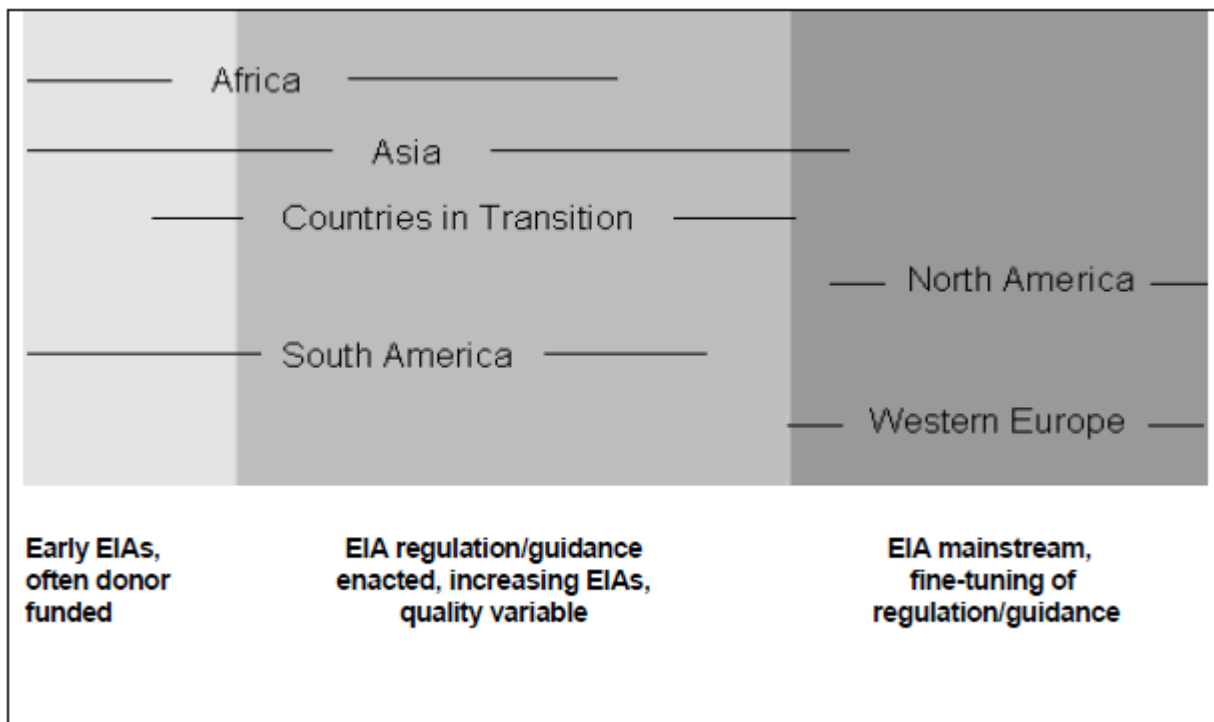 Africa
Asia
Countries in Transition
North America
South America
Western Europe
Early EIAs,
often donor
funded
EIA regulation/guidance
enacted, increasing EIAs,
quality variable
EIA mainstream,
fine-tuning of
regulation/guidance